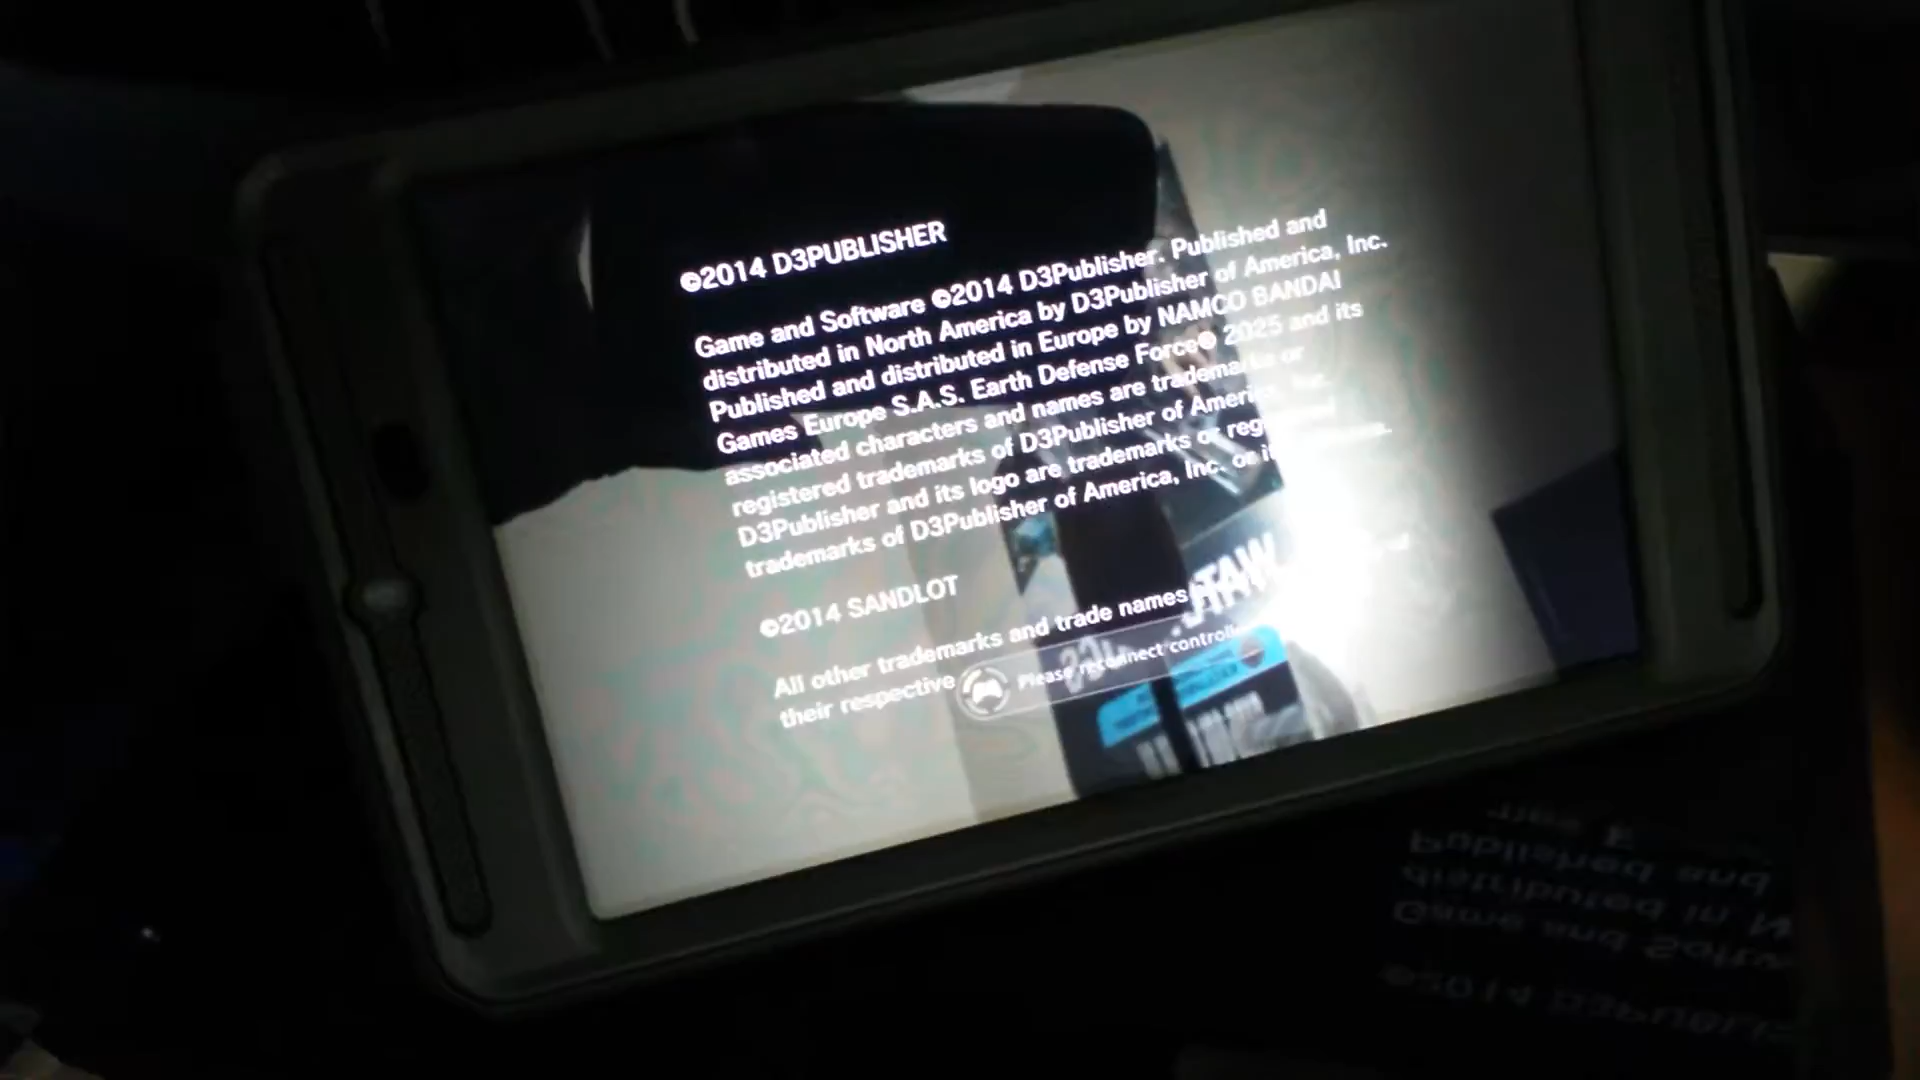 ©2014 D3PUBLISHER
Game and Software ©2014 D3Publisher. Published and
distributed in North America by D3Publisher of America, Inc.
Published and distributed in Europe by NAMCO BANDAI
Games Europe S.A.S. Earth Defense Force® 2025 and its
associated characters and names are trademarks or
registered trademarks of D3Publisher of America, Inc.
D3Publisher and its logo are trademarks or
trademarks of D3Publisher of America, Inc. or
©2014 SANDLOT
All other trademarks and trade names
their respective
Please reconnect